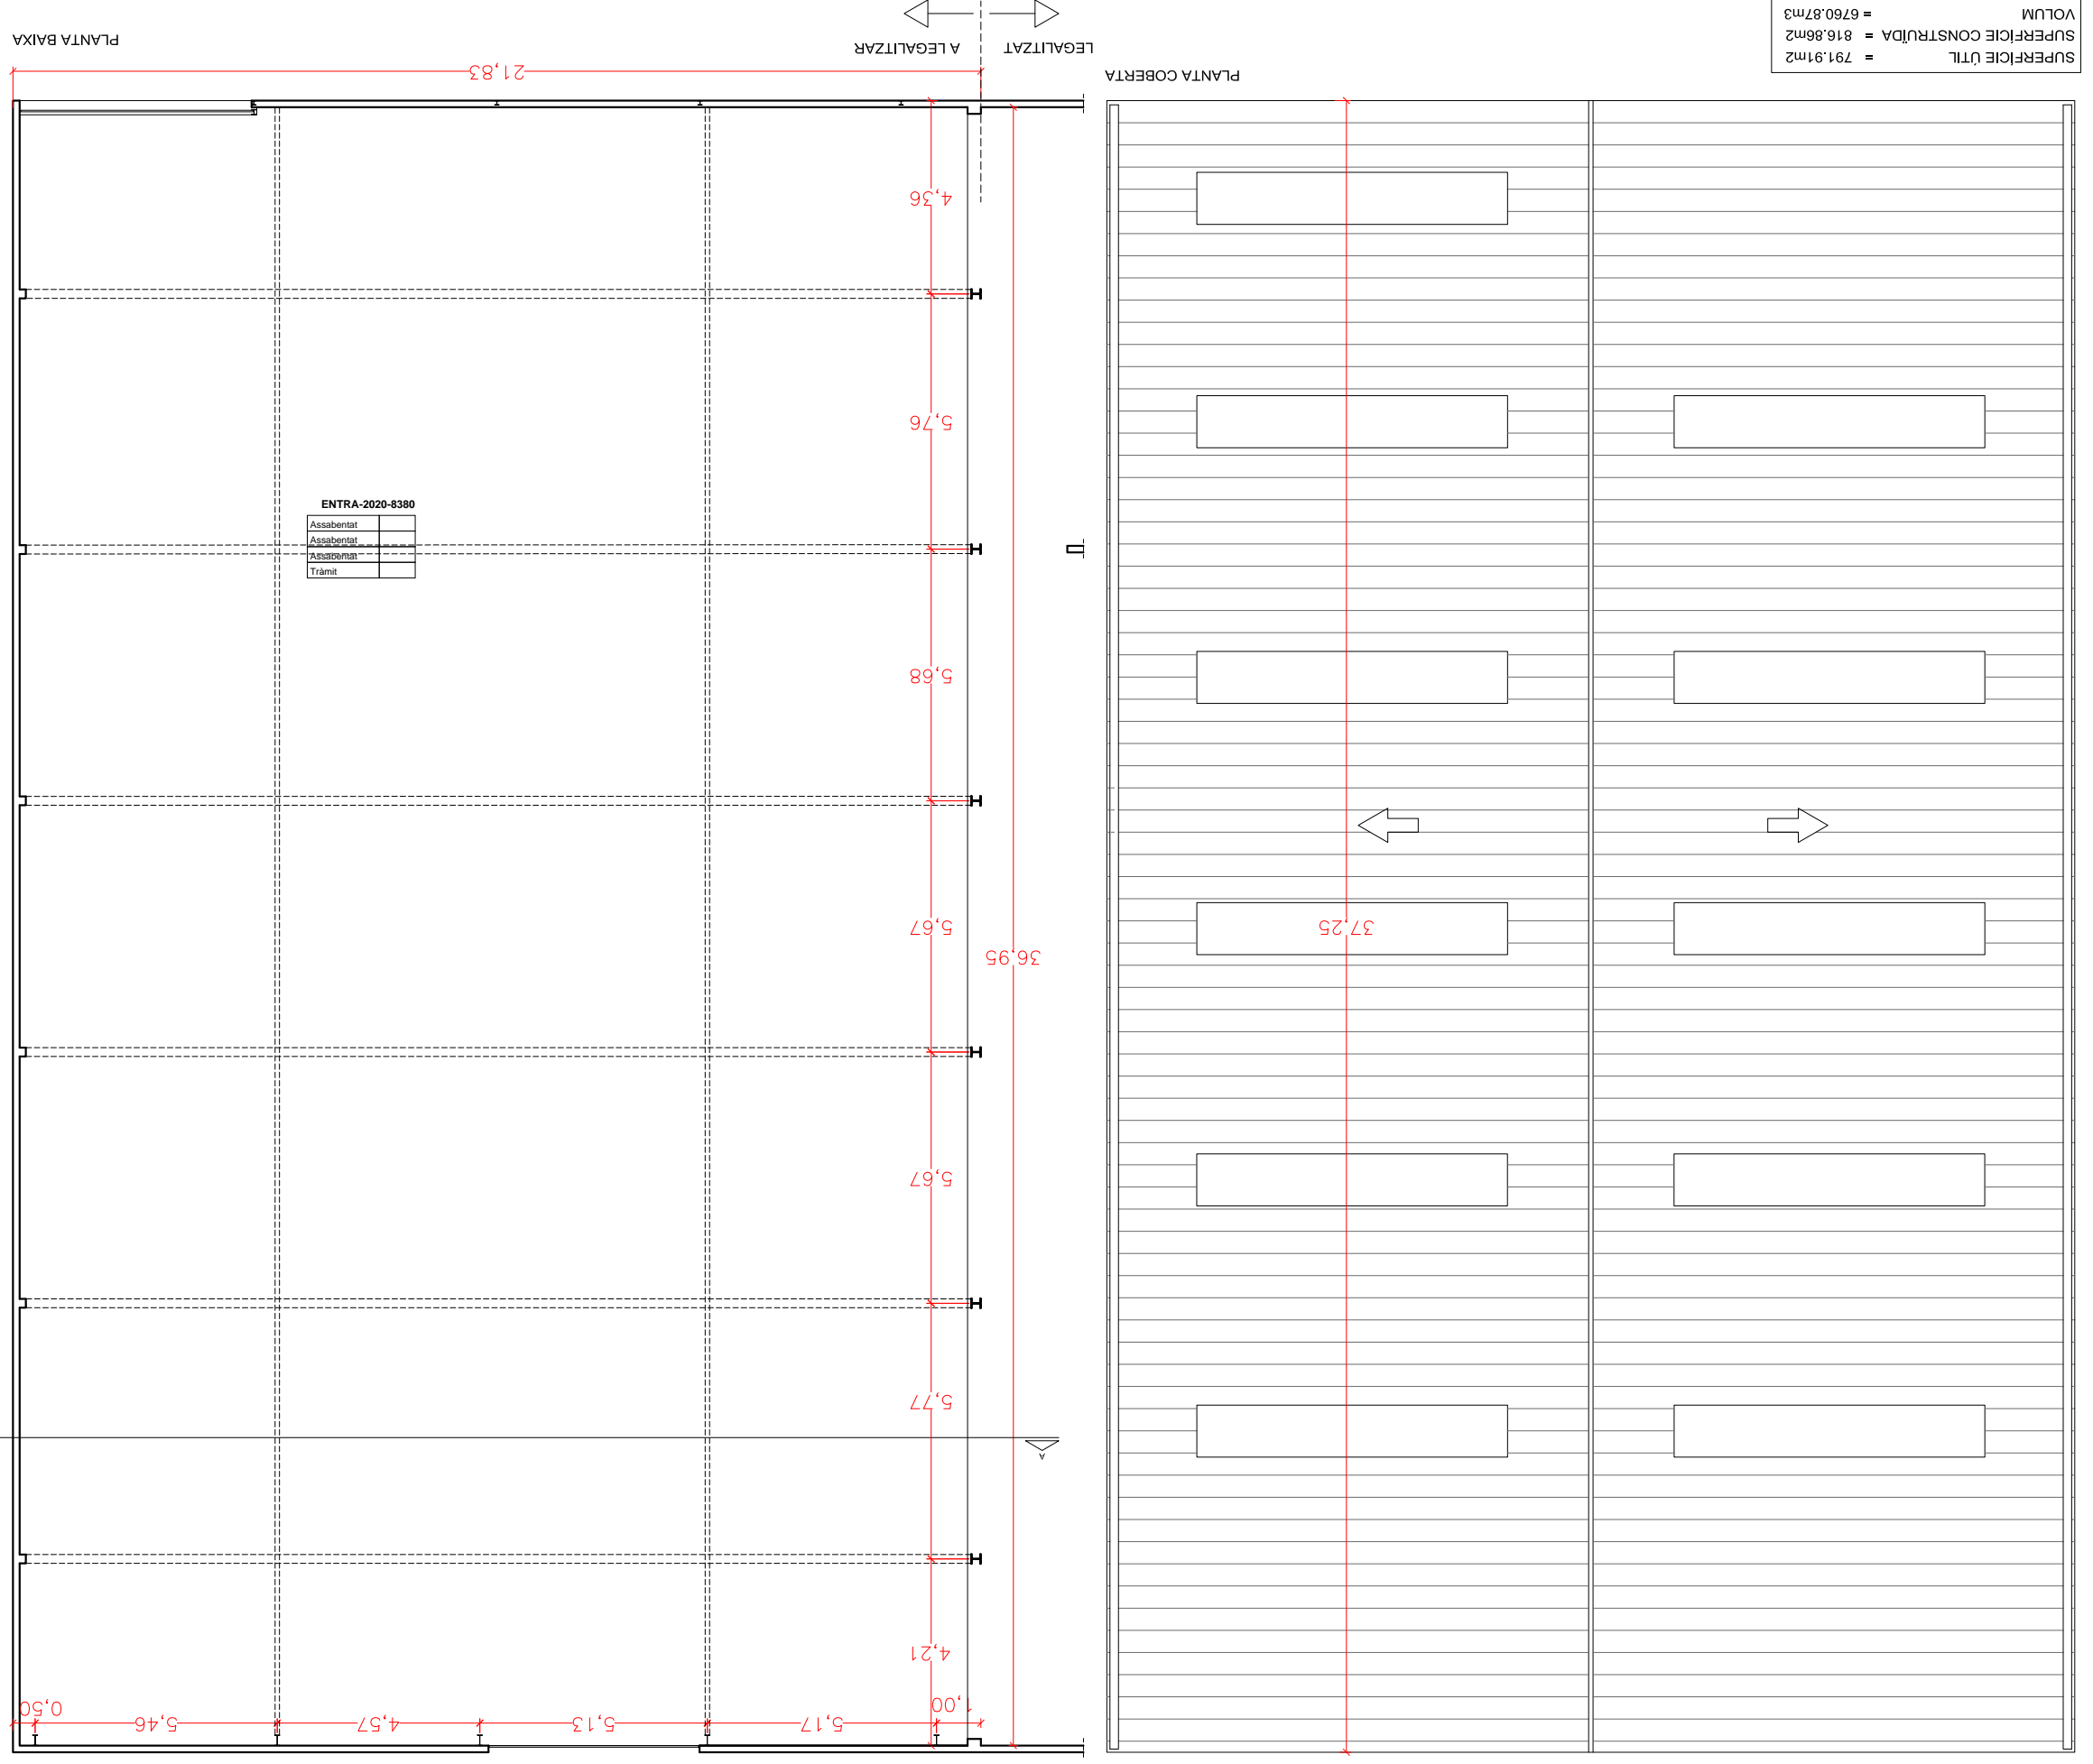 SUPERFÍCIE ÚTIL = 791.91m2
SUPERFÍCIE CONSTRUÏDA = 816.86m2
VOLUM = 6760.87m3
PLANTA COBERTA
37,25
LEGALITZAT
A LEGALITZAR
PLANTA BAIXA
21,83
4,36
5,76
5,68
5,67
36,95
5,67
5,77
4,21
1,00
5,17
5,13
4,57
5,46
0,50
A
ENTRA-2020-8380
Assabentat
Assabentat
Assabentat
Tràmit